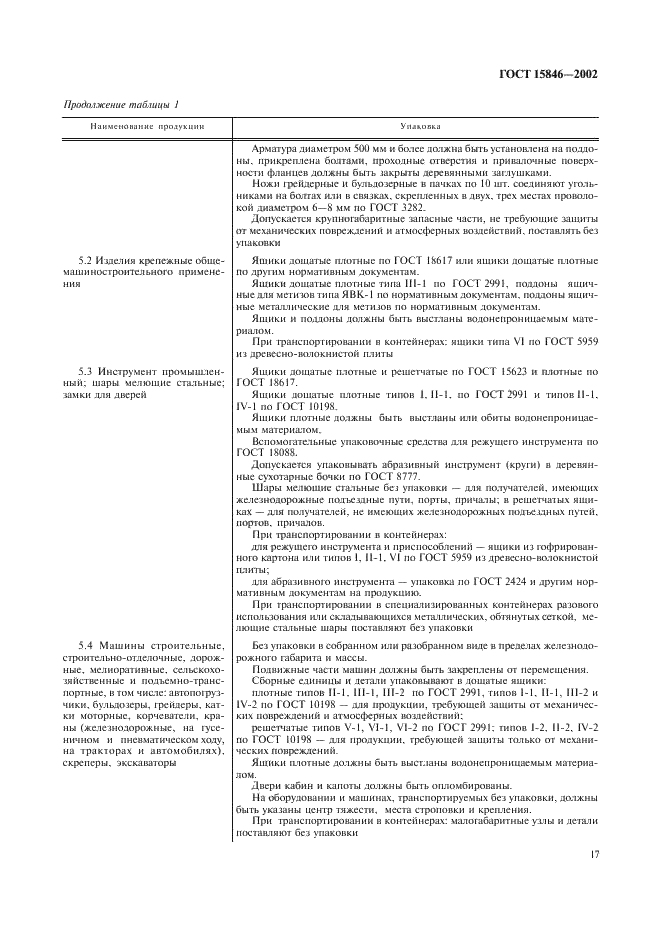 ГОСТ 15846—2002
Продолжение таблицы 1
Наименование продукции
Упаковка
Арматура диаметром 500 мм и более должна быть установлена на поддо-
ны, прикреплена болтами, проходные отверстия и привалочные поверх-
ности фланцев должны быть закрыты деревянными заглушками.
Ножи грейдерные и бульдозерные в пачках по 10 шт. соединяют уголь-
никами на болтах или в связках, скрепленных в двух, трех местах проволо-
кой диаметром 6—8 мм по ГОСТ 3282.
Допускается крупногабаритные запасные части, не требующие защиты
от механических повреждений и атмосферных воздействий, поставлять без
упаковки
5.2 Изделия крепежные обще-
машиностроительного примене-
ния
Ящики дощатые плотные по ГОСТ 18617 или ящики дощатые плотные
по другим нормативным документам.
Ящики дощатые плотные типа III-1 по ГОСТ 2991, поддоны ящич-
ные для метизов типа ЯВК-1 по нормативным документам, поддоны ящич-
ные металлические для метизов по нормативным документам.
Ящики и поддоны должны быть выстланы водонепроницаемым мате-
риалом.
При транспортировании в контейнерах: ящики типа VI по ГОСТ 5959
из древесно-волокнистой плиты
5.3 Инструмент промышлен-
ный; шары мелющие стальные;
замки для дверей
Ящики дощатые плотные и решетчатые по ГОСТ 15623 и плотные по
ГОСТ 18617.
Ящики дощатые плотные типов I, II-1, по ГОСТ 2991 и типов II-1,
IV-1 по ГОСТ 10198.
Ящики плотные должны быть выстланы или обиты водонепроницае-
мым материалом.
Вспомогательные упаковочные средства для режущего инструмента по
ГОСТ 18088.
Допускается упаковывать абразивный инструмент (круги) в деревян-
ные сухотарные бочки по ГОСТ 8777.
Шары мелющие стальные без упаковки — для получателей, имеющих
железнодорожные подъездные пути, порты, причалы; в решетчатых ящи-
ках — для получателей, не имеющих железнодорожных подъездных путей,
портов, причалов.
При транспортировании в контейнерах:
для режущего инструмента и приспособлений — ящики из гофрирован-
ного картона или типов I, II-1, VI по ГОСТ 5959 из древесно-волокнистой
плиты;
для абразивного инструмента — упаковка по ГОСТ 2424 и другим нор-
мативным документам на продукцию.
При транспортировании в специализированных контейнерах разового
использования или складывающихся металлических, обтянутых сеткой, ме-
лющие стальные шары поставляют без упаковки
5.4 Машины строительные,
строительно-отделочные, дорож-
ные, мелиоративные, сельскохо-
зяйственные и подъемно-транс-
портные, в том числе: автопогруз-
чики, бульдозеры, грейдеры, кат-
ки моторные, корчеватели, кра-
ны (железнодорожные, на гусе-
ничном и пневматическом ходу,
на тракторах и автомобилях),
скреперы, экскаваторы
Без упаковки в собранном или разобранном виде в пределах железнодо-
рожного габарита и массы.
Подвижные части машин должны быть закреплены от перемещения.
Сборные единицы и детали упаковывают в дощатые ящики:
плотные типов II-1, III-1, III-2 по ГОСТ 2991, типов I-1, II-1, III-2 и
IV-2 по ГОСТ 10198 — для продукции, требующей защиты от механичес-
ких повреждений и атмосферных воздействий;
решетчатые типов V-1, VI-1, VI-2 по ГОСТ 2991; типов I-2, II-2, IV-2
по ГОСТ 10198 — для продукции, требующей защиты только от механи-
ческих повреждений.
Ящики плотные должны быть выстланы водонепроницаемым материа-
лом.
Двери кабин и капоты должны быть опломбированы.
На оборудовании и машинах, транспортируемых без упаковки, должны
быть указаны центр тяжести, места строповки и крепления.
При транспортировании в контейнерах: малогабаритные узлы и детали
поставляют без упаковки
17